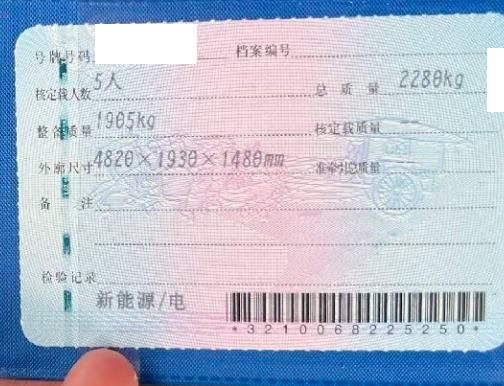 号牌号码 档案编号
核定载人数 5人 总质量 2280kg
整备质量 1905kg 核定载质量
外廓尺寸 4820×1930×1480mm 准牵引总质量
备注
检验记录
新能源/电
*3210068225250*